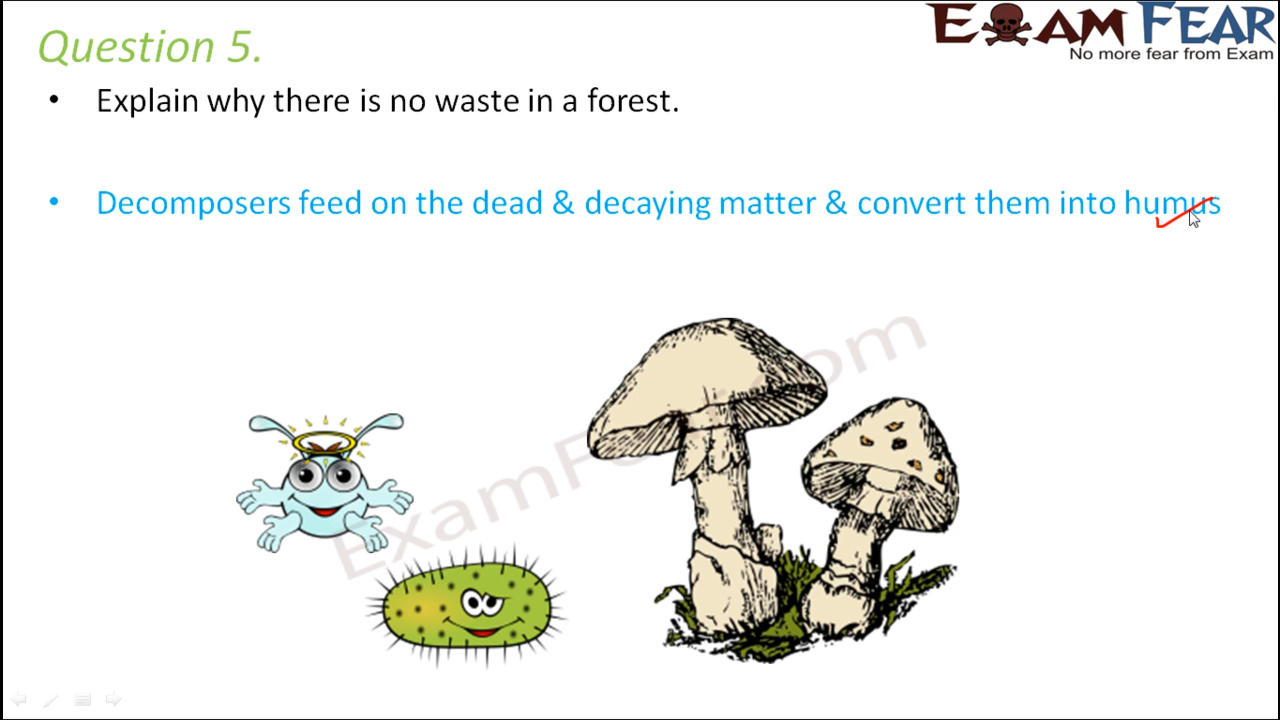 Question 5.
EXAM FEAR
No more fear from Exam
• Explain why there is no waste in a forest.
• Decomposers feed on the dead & decaying matter & convert them into humus